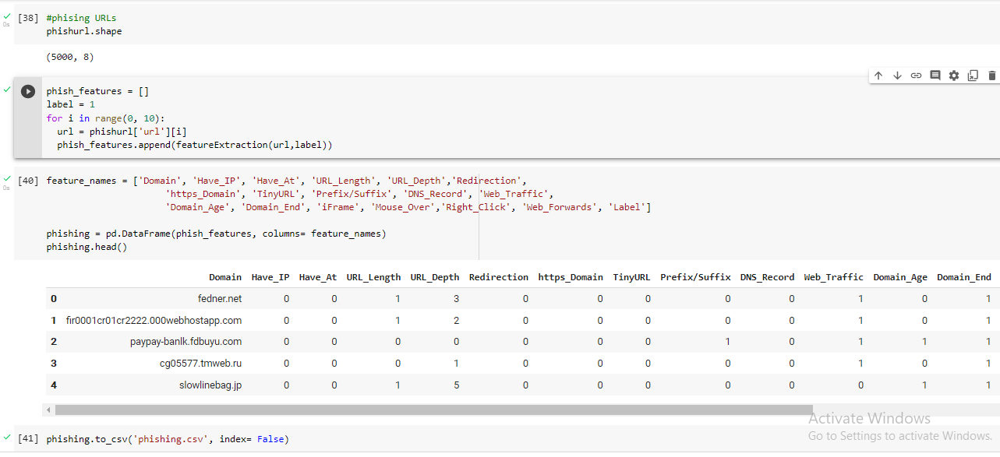 [38] #phising URLs
phishurl.shape
(5000, 8)
phish_features = []
label = 1
for i in range(0, 10):
  url = phishurl['url'][i]
  phish_features.append(featureExtraction(url,label))
[40] feature_names = ['Domain', 'Have_IP', 'Have_At', 'URL_Length', 'URL_Depth','Redirection',
                      'https_Domain', 'TinyURL', 'Prefix/Suffix', 'DNS_Record', 'Web_Traffic',
                      'Domain_Age', 'Domain_End', 'iFrame', 'Mouse_Over','Right_Click', 'Web_Forwards', 'Label']
phishing = pd.DataFrame(phish_features, columns= feature_names)
phishing.head()
Domain Have_IP Have_At URL_Length URL_Depth Redirection https_Domain TinyURL Prefix/Suffix DNS_Record Web_Traffic Domain_Age Domain_End
0 fedner.net 0 0 1 3 0 0 0 0 0 1 0 1
1 fir0001cr01cr2222.000webhostapp.com 0 0 1 2 0 0 0 0 0 1 0 1
2 paypay-banlk.fdbuyu.com 0 0 0 0 0 0 0 1 0 1 1 1
3 cg05577.tmweb.ru 0 0 0 1 0 0 0 0 0 1 0 1
4 slowlinebag.jp 0 0 1 5 0 0 0 0 0 0 1 1
Activate Windows
Go to Settings to activate Windows.
[41] phishing.to_csv('phishing.csv', index= False)